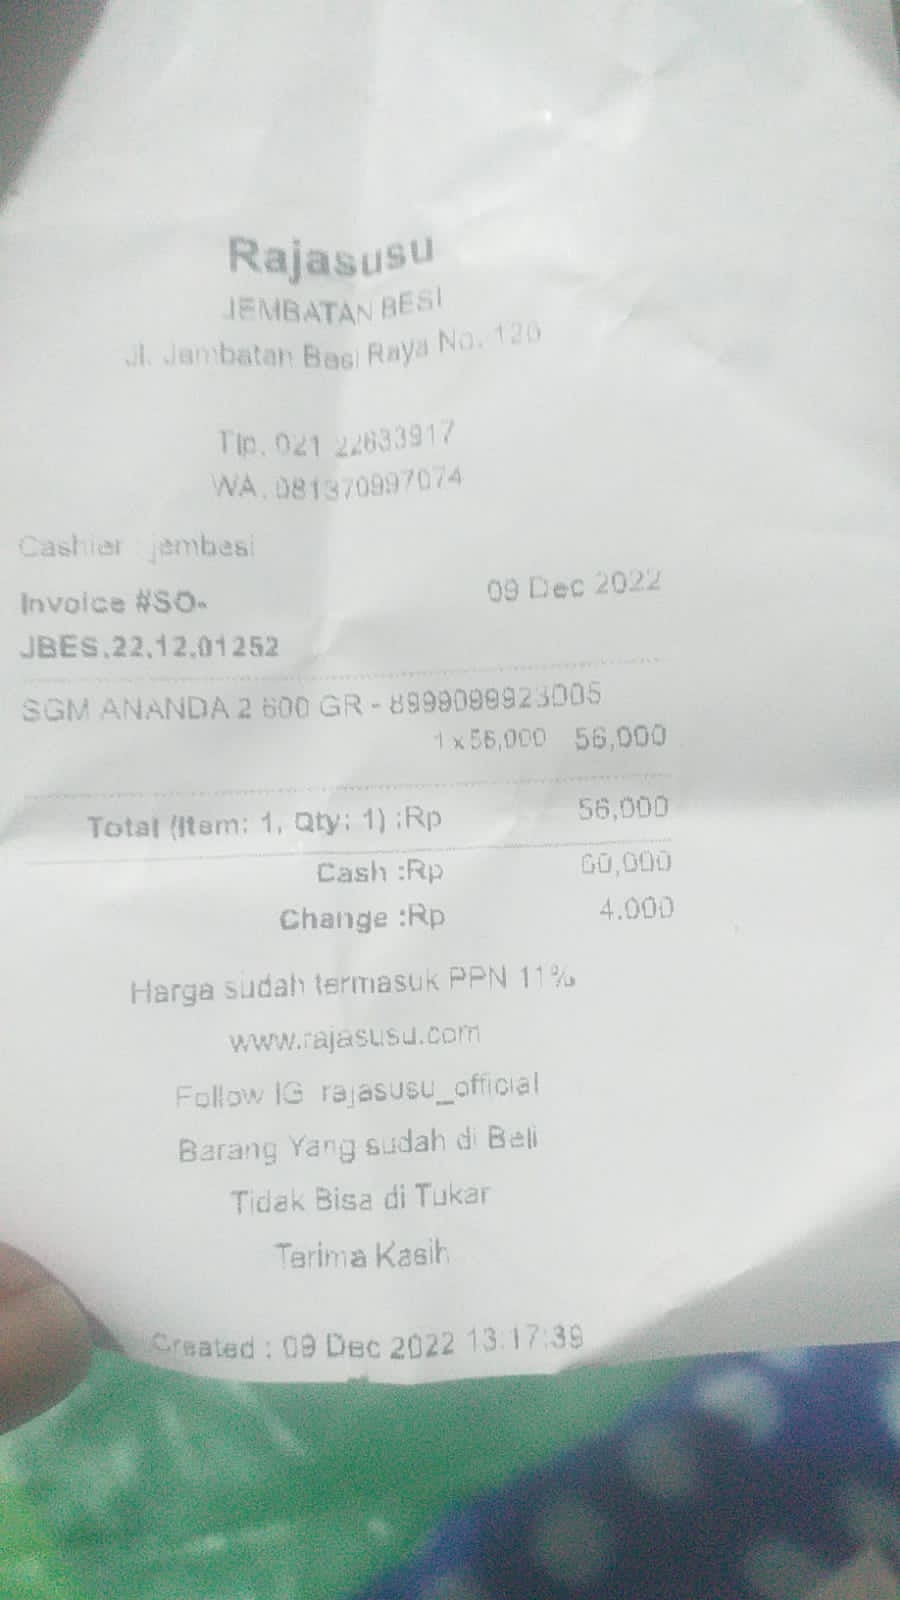 Rajasusu
JEMBATAN BESI
Jl. Jembatan Besi Raya No. 126
Tlp. 021 22633917
WA. 081370997074
Cashier : jembesi
Invoice #SO-
09 Dec 2022
JBES.22.12.01252
SGM ANANDA 2 600 GR - 8999099923005
1 x 56,000 56,000
Total (Item: 1, Qty: 1) :Rp 56,000
Cash :Rp 60,000
Change :Rp 4.000
Harga sudah termasuk PPN 11%
www.rajasusu.com
Follow IG rajasusu_official
Barang Yang sudah di Beli
Tidak Bisa di Tukar
Terima Kasih
Created : 09 Dec 2022 13:17:39